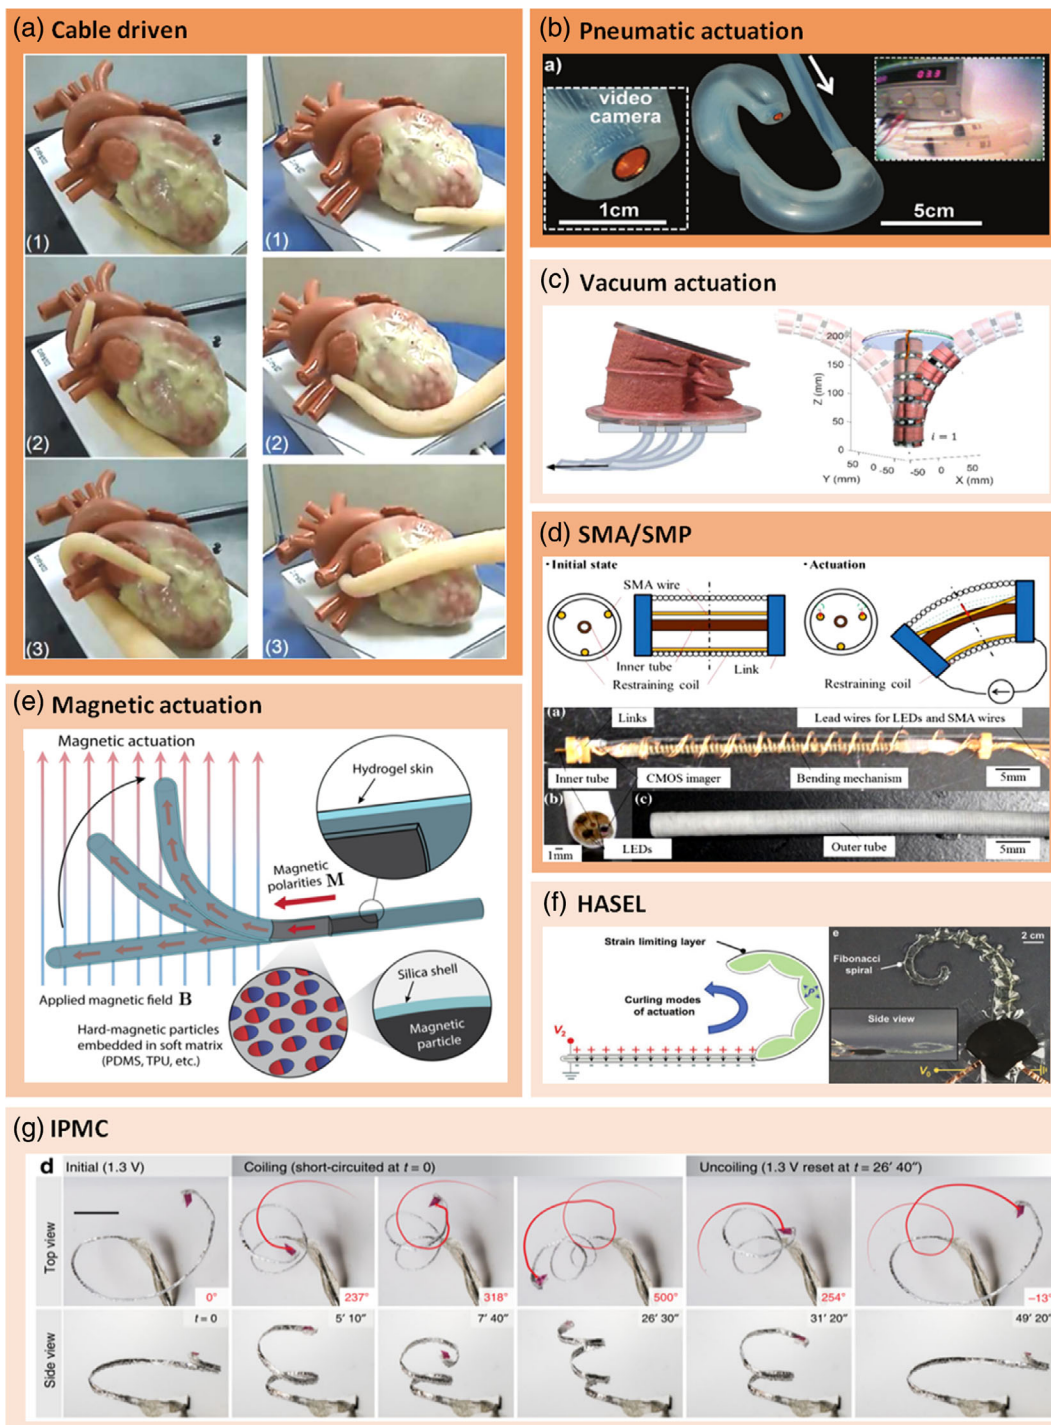 (a) Cable driven
(1)
(1)
(2)
(2)
(3)
(3)
(b) Pneumatic actuation
a)
video
camera
1cm
5cm
033
(c) Vacuum actuation
200
150
100
50
0
Z (mm)
i = 1
50 0 -50
-50 0 50
Y (mm)
X (mm)
(d) SMA/SMP
· Initial state
· Actuation
SMA wire
Inner tube
Link
Restraining coil
Restraining coil
(a)
Links
Lead wires for LEDs and SMA wires
Inner tube
CMOS imager
Bending mechanism
5mm
(b)
(c)
1mm
LEDs
Outer tube
5mm
(e) Magnetic actuation
Magnetic actuation
Hydrogel skin
Magnetic
polarities M
Silica shell
Applied magnetic field B
Magnetic
particle
Hard-magnetic particles
embedded in soft matrix
(PDMS, TPU, etc.)
(f) HASEL
Strain limiting layer
Curling modes
of actuation
V₂
+ + + + + + + + + + + +
P
e
2 cm
Fibonacci
spiral
Side view
(g) IPMC
d Initial (1.3 V)
Coiling (short-circuited at t = 0)
Uncoiling (1.3 V reset at t = 26′ 40″)
Top view
0°
237°
318°
500°
254°
–13°
Side view
t = 0
5′ 10″
7′ 40″
26′ 30″
31′ 20″
49′ 20″